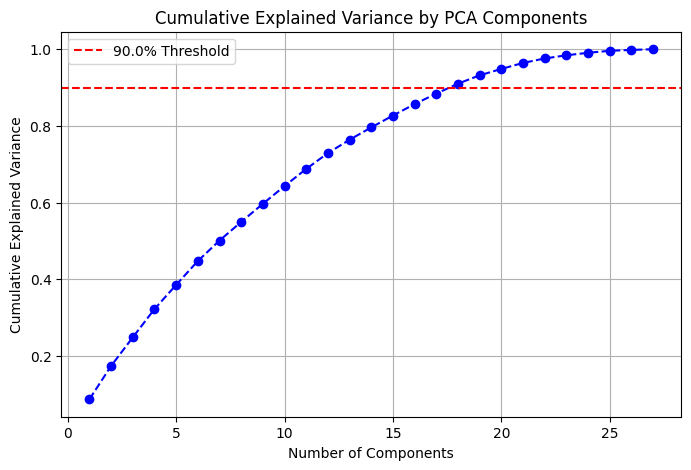 Cumulative Explained Variance by PCA Components
90.0% Threshold
1.0
0.8
0.6
0.4
0.2
Cumulative Explained Variance
0
5
10
15
20
25
Number of Components